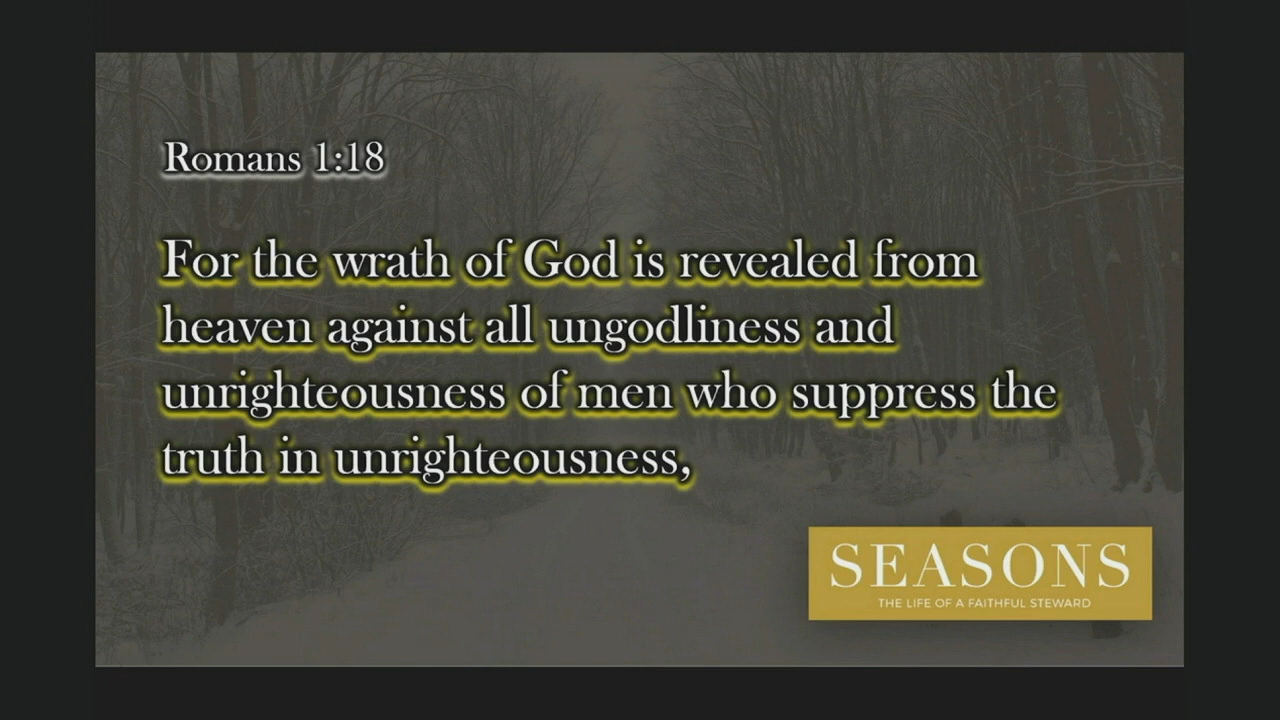 Romans 1:18
For the wrath of God is revealed from
heaven against all ungodliness and
unrighteousness of men who suppress the
truth in unrighteousness,
SEASONS
THE LIFE OF A FAITHFUL STEWARD